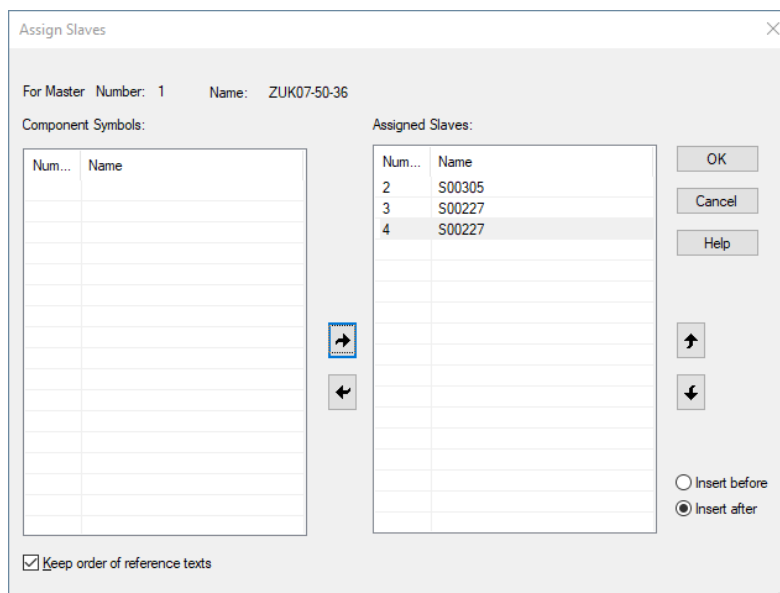 Assign Slaves
For Master Number: 1 Name: ZUK07-50-36
Component Symbols:
Num... Name
Assigned Slaves:
Num... Name
2 S00305
3 S00227
4 S00227
OK
Cancel
Help
Insert before
Insert after
Keep order of reference texts